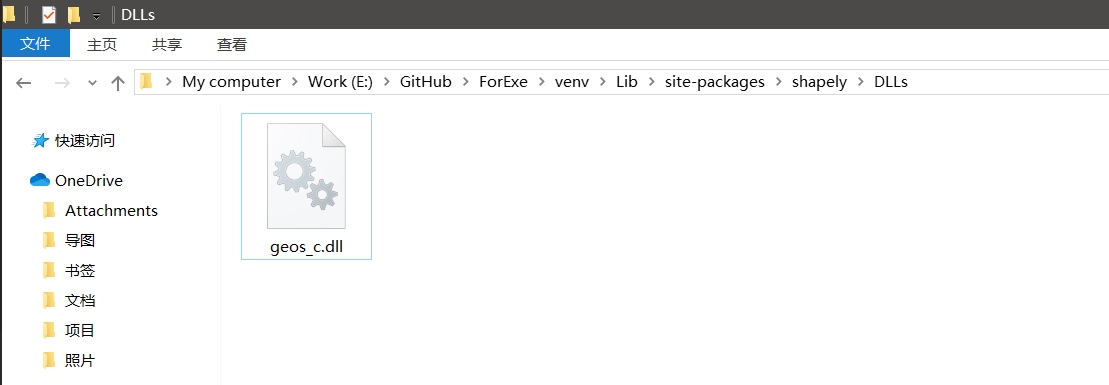 DLLs
文件 主页 共享 查看
My computer Work (E:) GitHub ForExe venv Lib site-packages shapely DLLs
快速访问
OneDrive
Attachments
导图
书签
文档
项目
照片
geos_c.dll